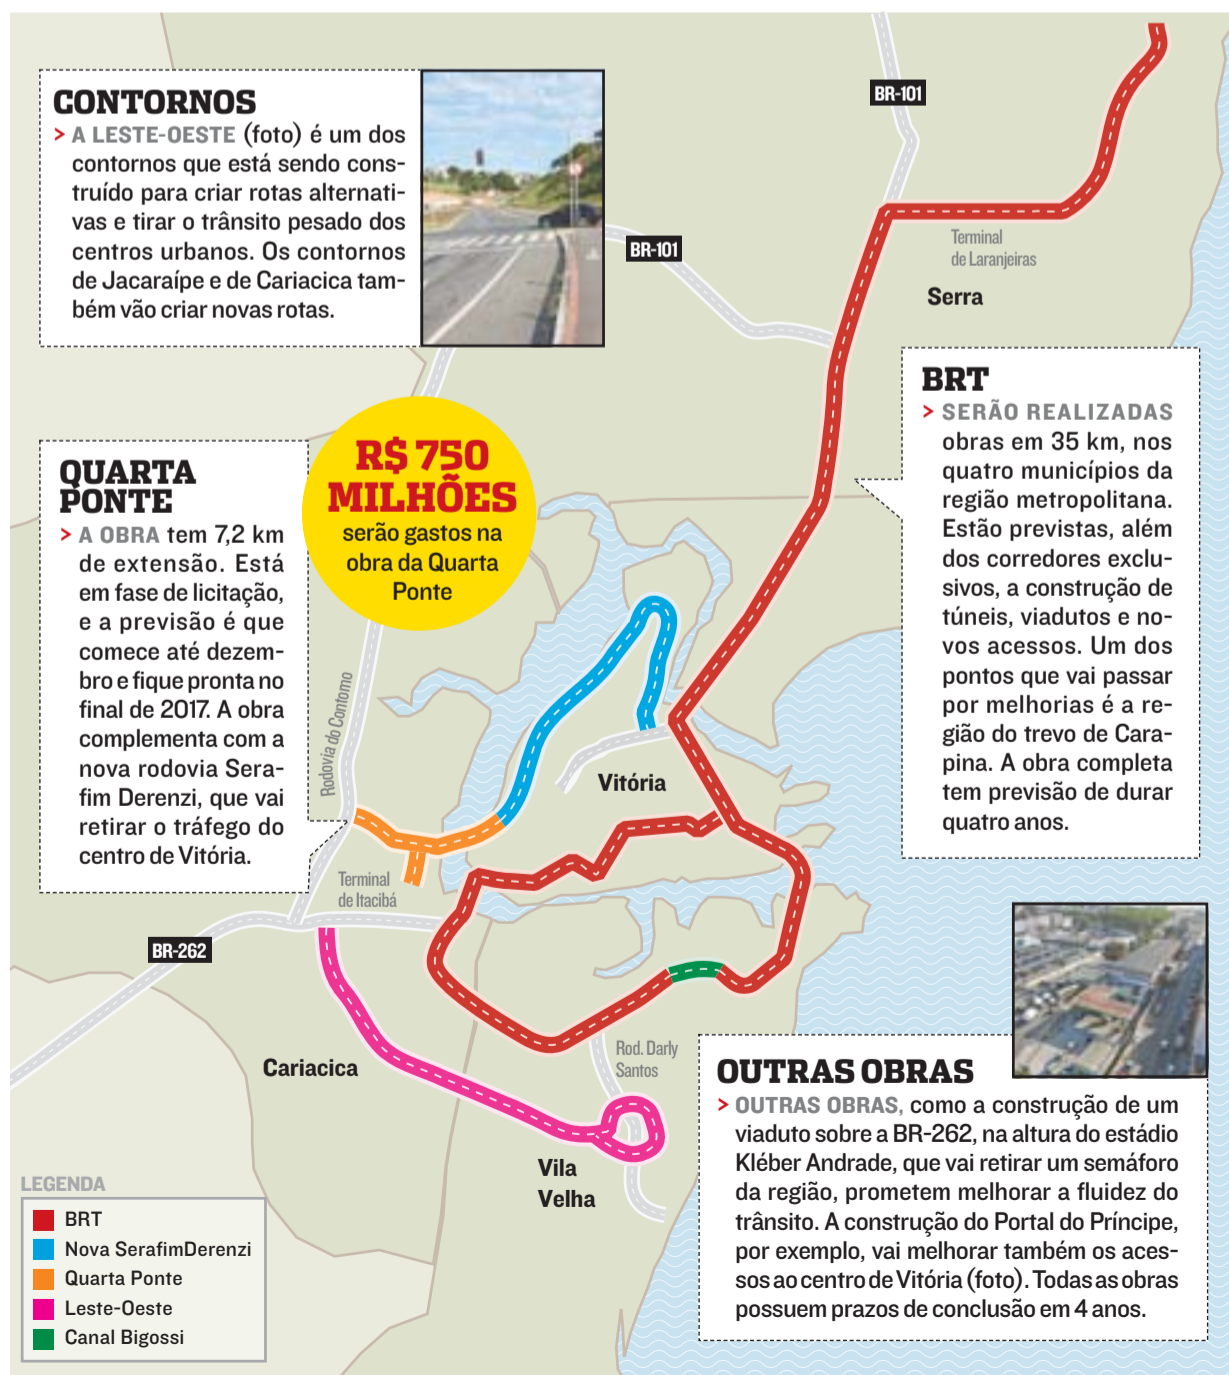 CONTORNOS
> A LESTE-OESTE (foto) é um dos
contornos que está sendo cons-
truído para criar rotas alternati-
vas e tirar o trânsito pesado dos
centros urbanos. Os contornos
de Jacaraípe e de Cariacica tam-
bém vão criar novas rotas.
BR-101
BR-101
Terminal
de Laranjeiras
Serra
BRT
> SERÃO REALIZADAS
obras em 35 km, nos
quatro municípios da
região metropolitana.
Estão previstas, além
dos corredores exclu-
sivos, a construção de
túneis, viadutos e no-
vos acessos. Um dos
pontos que vai passar
por melhorias é a re-
gião do trevo de Cara-
pina. A obra completa
tem previsão de durar
quatro anos.
QUARTA
PONTE
> A OBRA tem 7,2 km
de extensão. Está
em fase de licitação,
e a previsão é que
comece até dezem-
bro e fique pronta no
final de 2017. A obra
complementa com a
nova rodovia Sera-
fim Derenzi, que vai
retirar o tráfego do
centro de Vitória.
R$ 750
MILHÕES
serão gastos na
obra da Quarta
Ponte
Rodovia do Contorno
Vitória
Terminal
de Itacibá
BR-262
Cariacica
Rod. Darly
Santos
Vila
Velha
OUTRAS OBRAS
> OUTRAS OBRAS, como a construção de um
viaduto sobre a BR-262, na altura do estádio
Kléber Andrade, que vai retirar um semáforo
da região, prometem melhorar a fluidez do
trânsito. A construção do Portal do Príncipe,
por exemplo, vai melhorar também os aces-
sos ao centro de Vitória (foto). Todas as obras
possuem prazos de conclusão em 4 anos.
LEGENDA
BRT
Nova SerafimDerenzi
Quarta Ponte
Leste-Oeste
Canal Bigossi